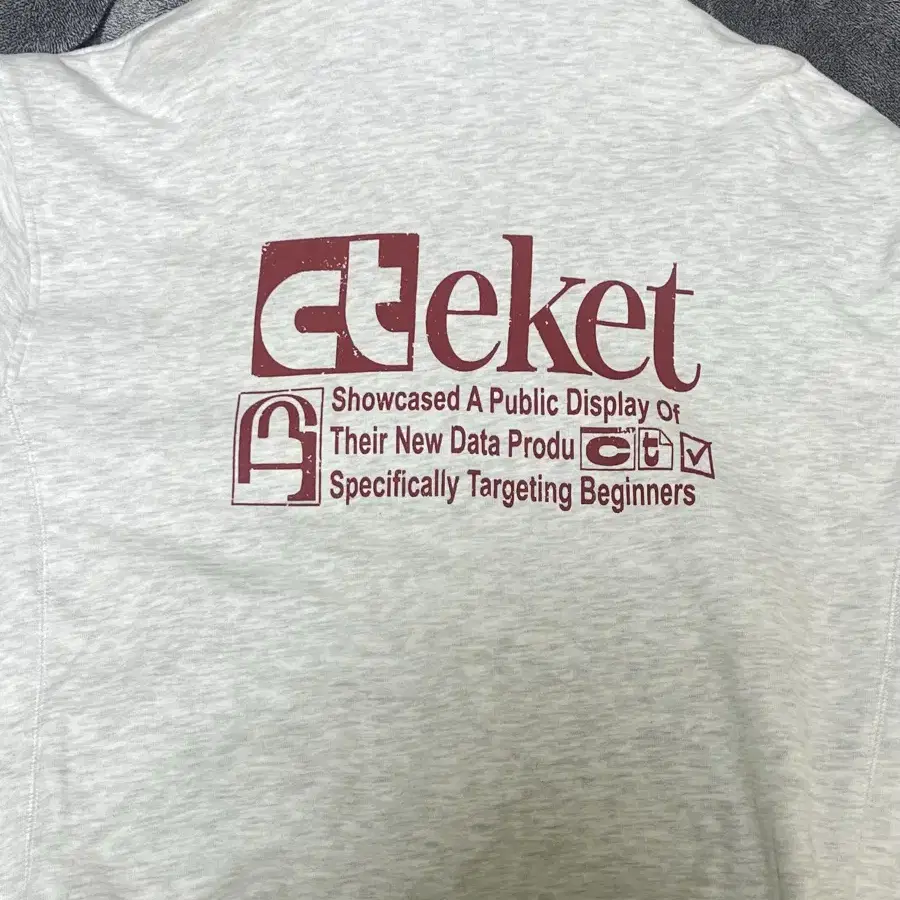 cteket
Showcased A Public Display Of
Their New Data Produ ct
Specifically Targeting Beginners